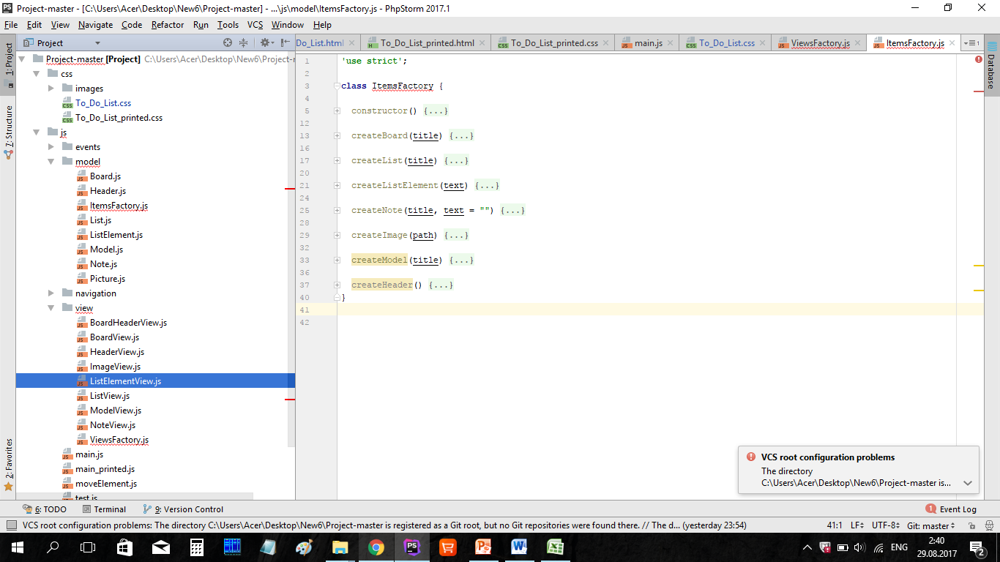 Project-master - [C:\Users\Acer\Desktop\New6\Project-master] - ...\js\model\ItemsFactory.js - PhpStorm 2017.1
File Edit View Navigate Code Refactor Run Tools VCS Window Help
Project
Do_List.html To_Do_List_printed.html To_Do_List_printed.css main.js To_Do_List.css ViewsFactory.js ItemsFactory.js
1: Project
7: Structure
2: Favorites
Project-master [Project] C:\Users\Acer\Desktop\New6\Project-r
css
images
To_Do_List.css
To_Do_List_printed.css
js
events
model
Board.js
Header.js
ItemsFactory.js
List.js
ListElement.js
Model.js
Note.js
Picture.js
navigation
view
BoardHeaderView.js
BoardView.js
HeaderView.js
ImageView.js
ListElementView.js
ListView.js
ModelView.js
NoteView.js
ViewsFactory.js
main.js
main_printed.js
moveElement.js
test.js
1 'use strict';
2
3 class ItemsFactory {
4
5 constructor() {...}
12
13 createBoard(title) {...}
16
17 createList(title) {...}
20
21 createListElement(text) {...}
24
25 createNote(title, text = "") {...}
28
29 createImage(path) {...}
32
33 createModel(title) {...}
36
37 createHeader() {...}
40 }
41
42
Database
VCS root configuration problems
The directory
C:\Users\Acer\Desktop\New6\Project-master is...
6: TODO Terminal 9: Version Control 1 Event Log
VCS root configuration problems: The directory C:\Users\Acer\Desktop\New6\Project-master is registered as a Git root, but no Git repositories were found there. // The d... (yesterday 23:54) 41:1 LF UTF-8 Git: master
ENG 2:40
29.08.2017 2